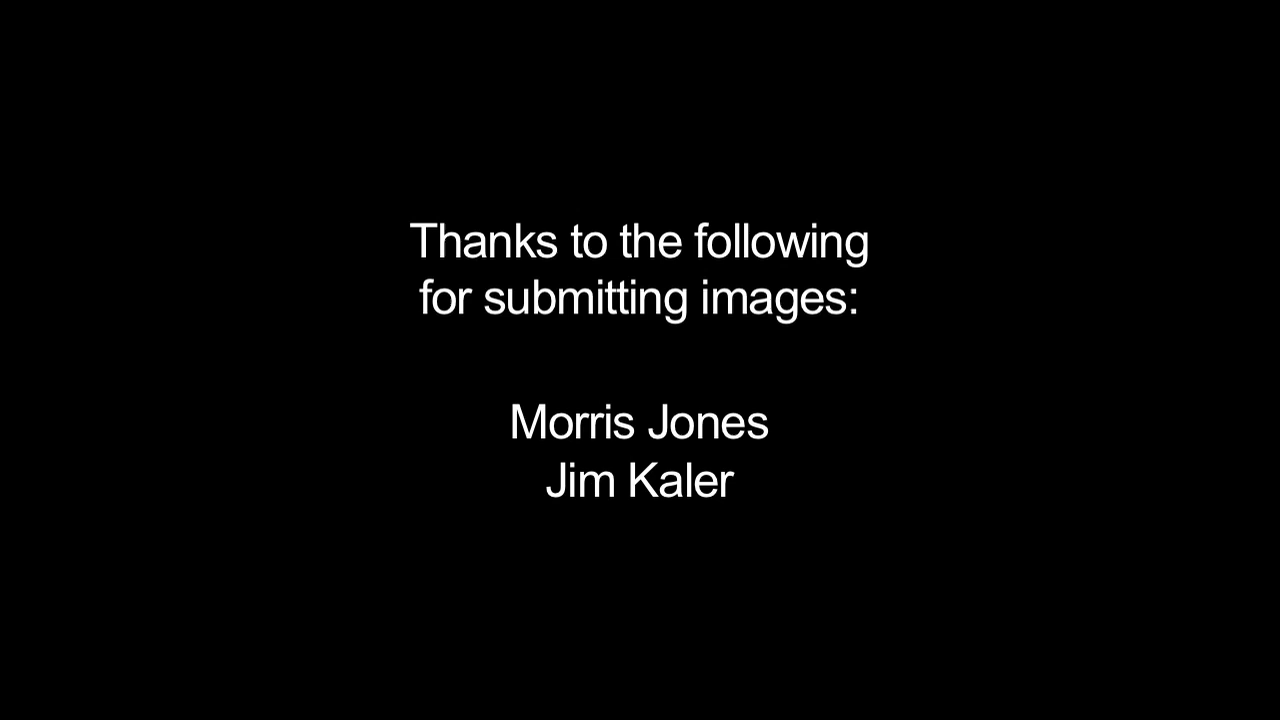 Thanks to the following
for submitting images:
Morris Jones
Jim Kaler